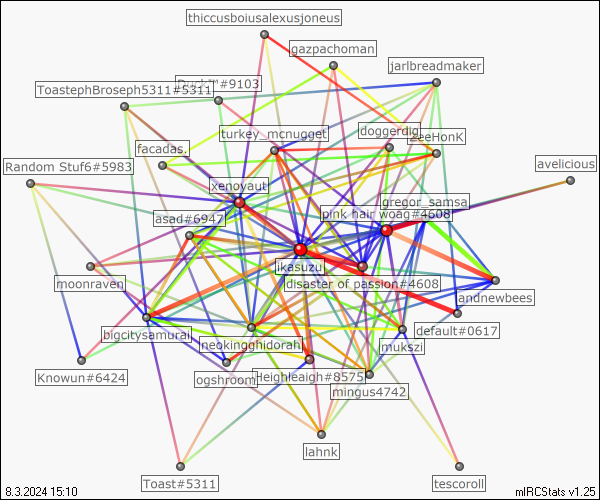 thiccusboiusalexusjoneus
gazpachoman
jarlbreadmaker
#9103
ToastephBroseph5311#5311
turkey_mcnugget
doggerdig
ZeeHonK
facadas.
Random Stuf6#5983
avelicious
xenovaut
gregor_samsa
pink hair woag#4608
asad#6947
ikasuzu
moonraven
disaster of passion#4608
andnewbees
bigcitysamurai
default#0617
neokingghidorah
mukszi
Knowun#6424
ogshroom
Heighleaigh#8575
mingus4742
lahnk
Toast#5311
tescoroll
8.3.2024 15:10
mIRCStats v1.25